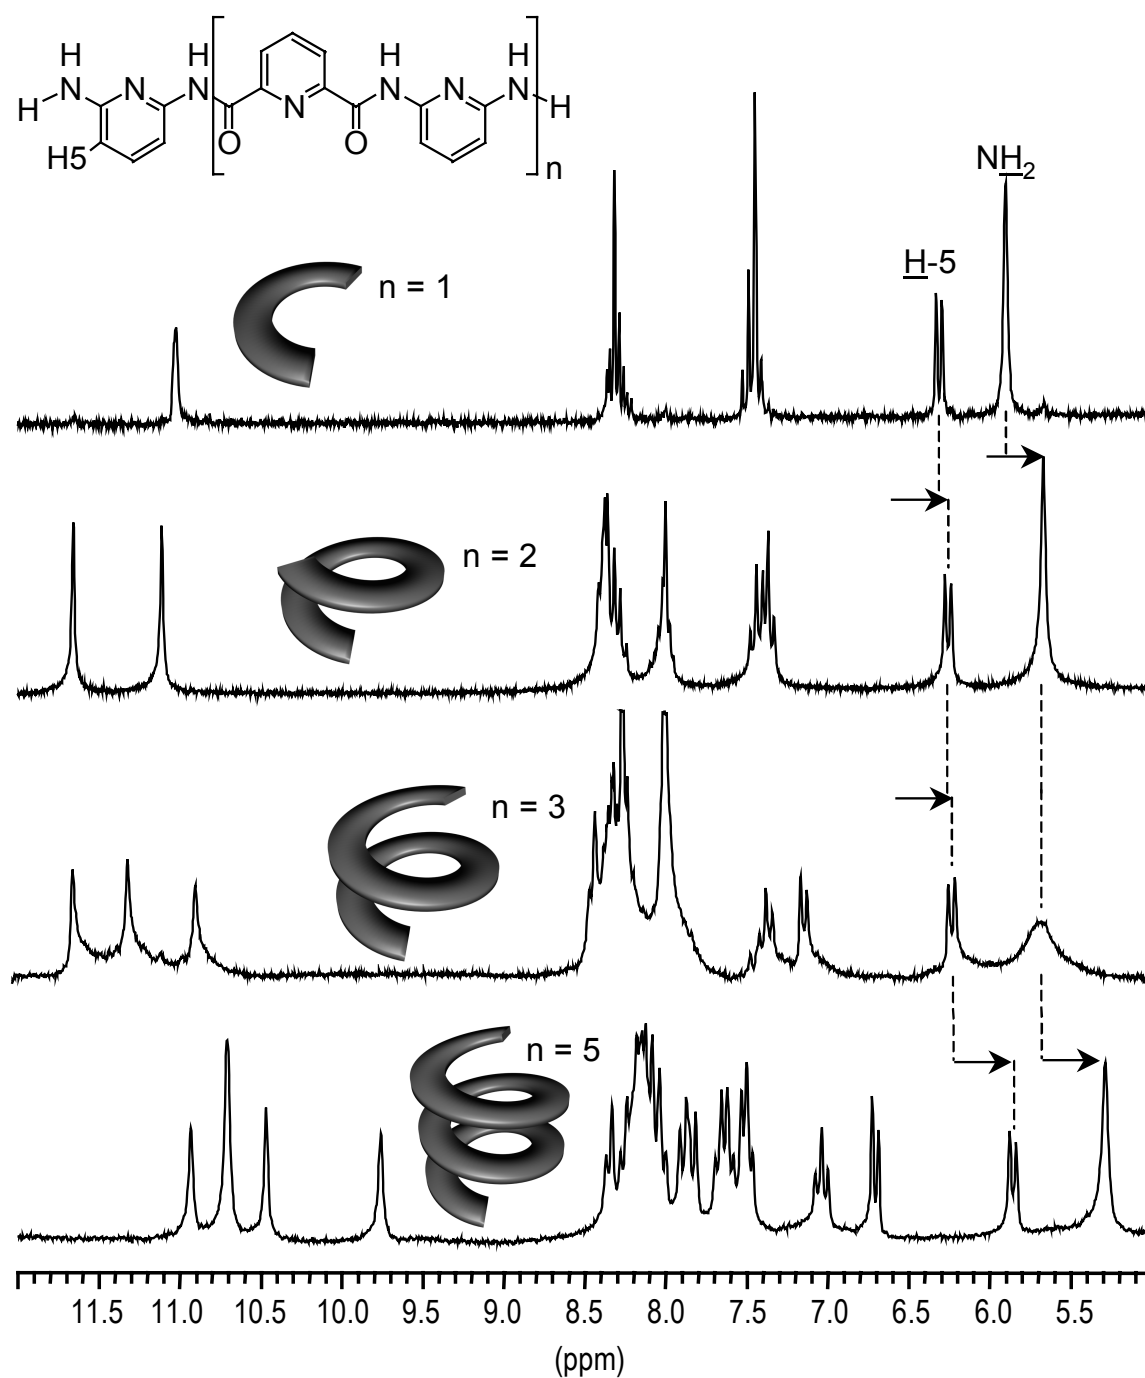 H H H H
H N N N N N N N H
O O
H5
n
NH2
H-5
n = 1
n = 2
n = 3
n = 5
11.5 11.0 10.5 10.0 9.5 9.0 8.5 8.0 7.5 7.0 6.5 6.0 5.5
(ppm)